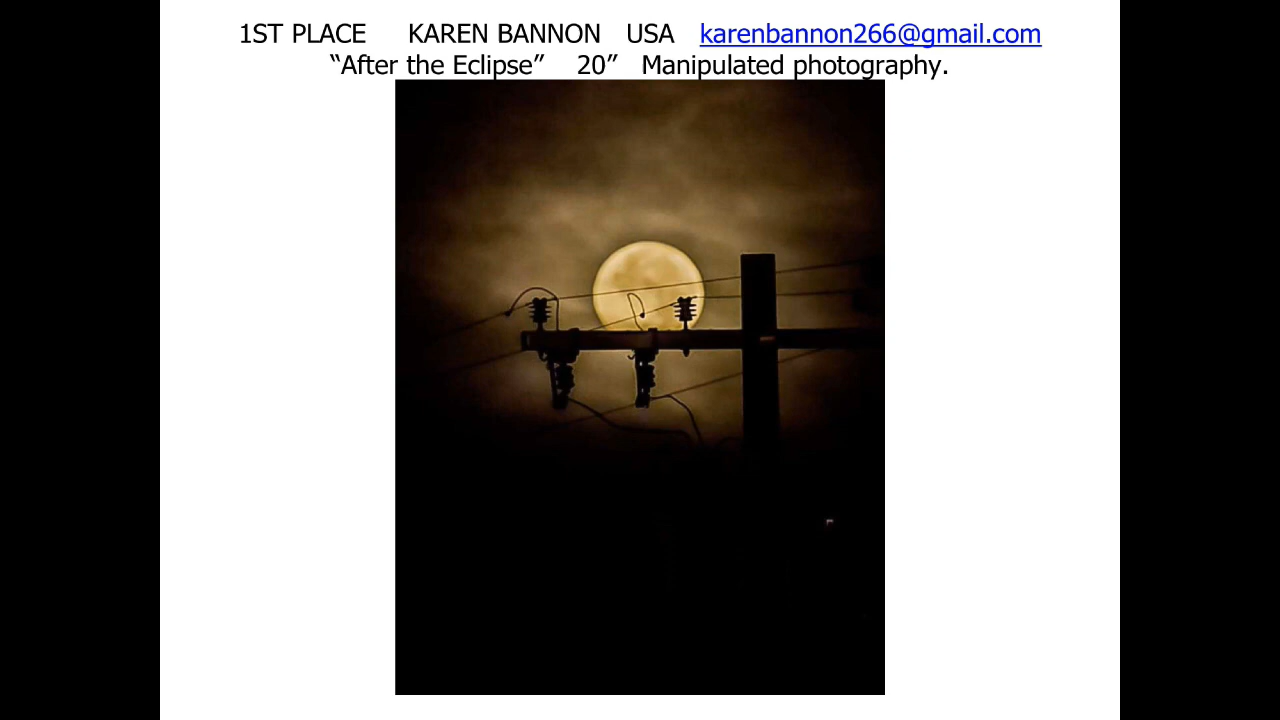 1ST PLACE KAREN BANNON USA karenbannon266@gmail.com
“After the Eclipse” 20” Manipulated photography.